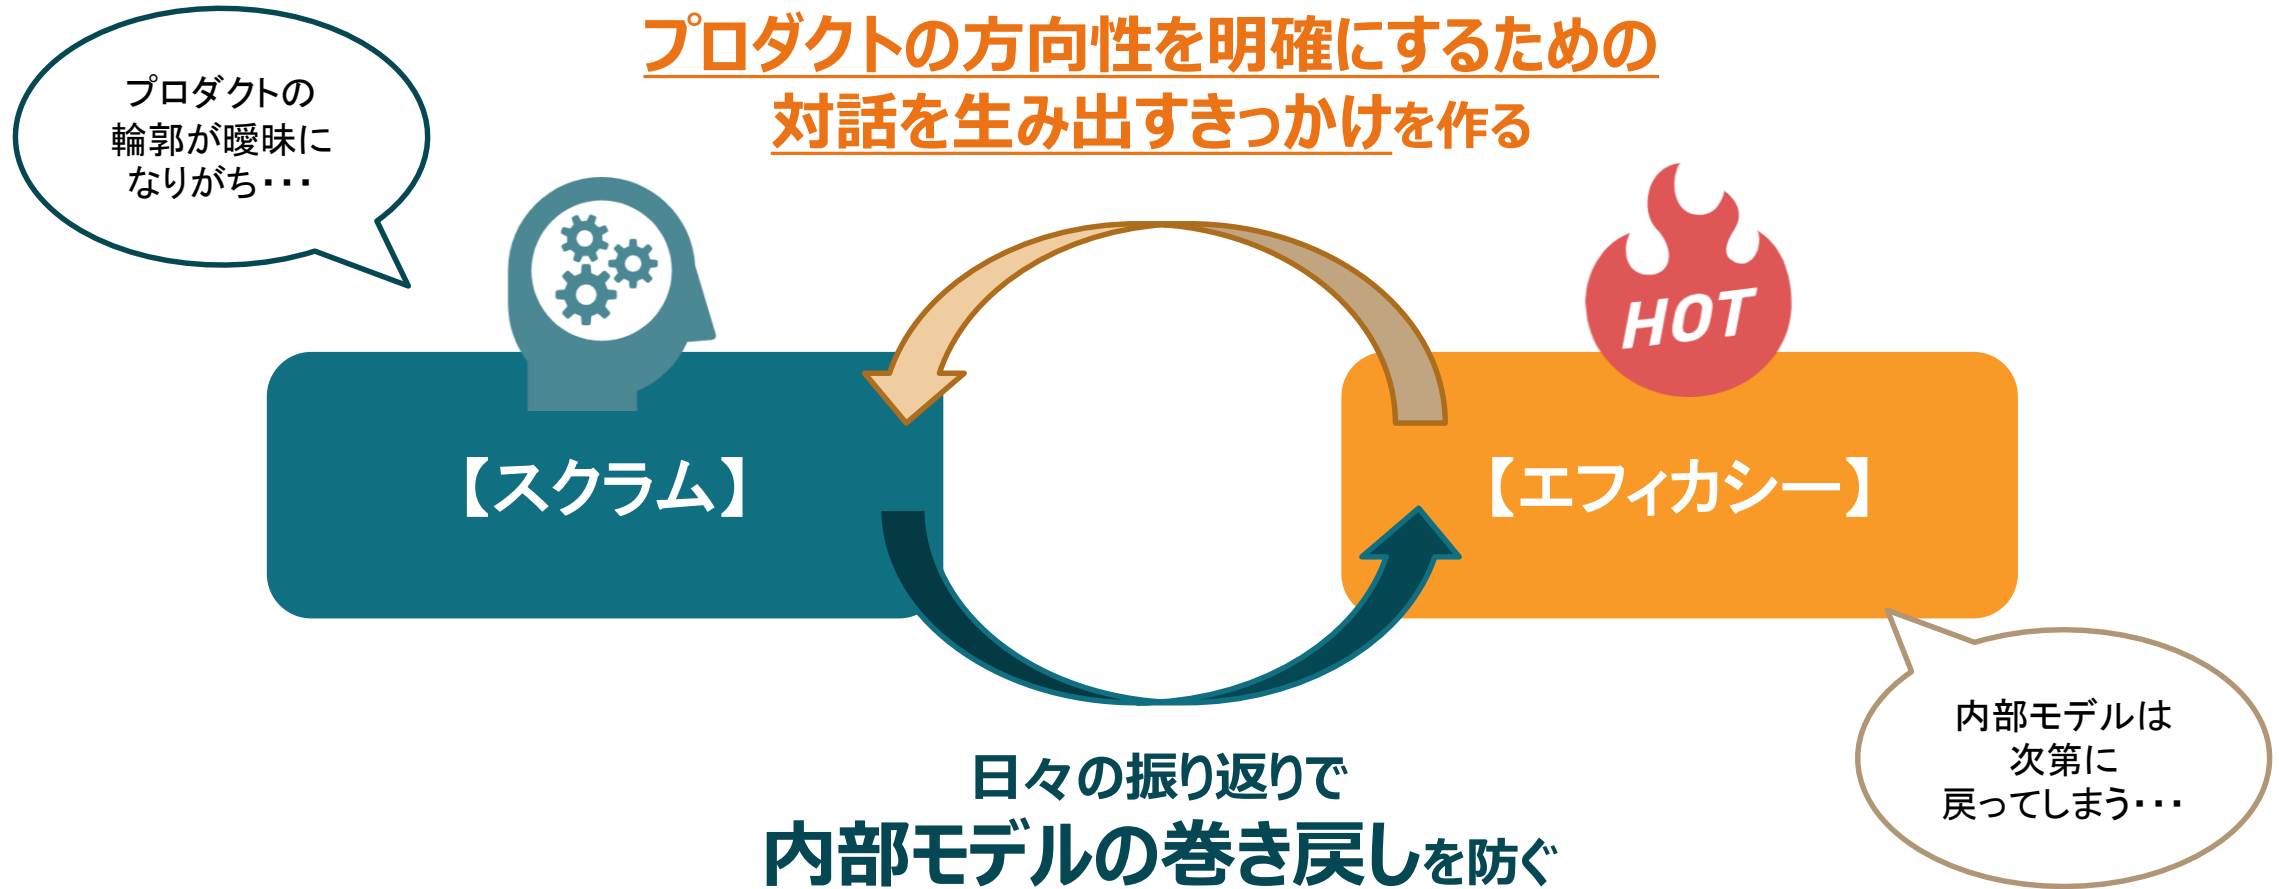 プロダクトの方向性を明確にするための
対話を生み出すきっかけを作る
プロダクトの
輪郭が曖昧に
なりがち・・・
HOT
【スクラム】
【エフィカシー】
内部モデルは
次第に
戻ってしまう・・・
日々の振り返りで
内部モデルの巻き戻しを防ぐ